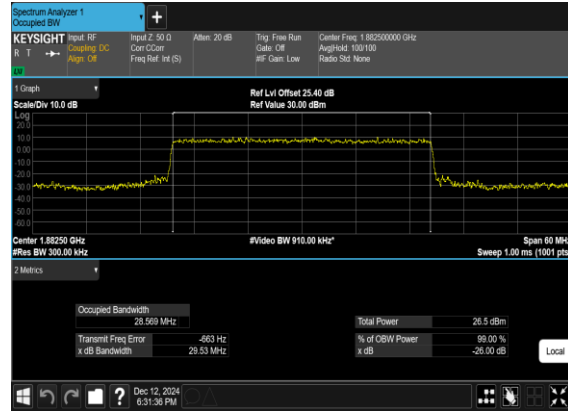 Spectrum Analyzer 1
Occupied BW
KEYSIGHT
R T
LM
Input: RF
Coupling: DC
Align: Off
Input Z: 50 Ω
Corr CCorr
Freq Ref: Int (S)
Atten: 20 dB
Trig: Free Run
Gate: Off
#IF Gain: Low
Center Freq: 1.882500000 GHz
Avg|Hold: 100/100
Radio Std: None
1 Graph
Scale/Div 10.0 dB
Ref Lvl Offset 25.40 dB
Ref Value 30.00 dBm
Log
20.0
10.0
0.00
-10.0
-20.0
-30.0
-40.0
-50.0
-60.0
Center 1.88250 GHz
#Video BW 910.00 kHz*
Span 60 MHz
#Res BW 300.00 kHz
Sweep 1.00 ms (1001 pts
2 Metrics
Occupied Bandwidth
28.569 MHz
Total Power 26.5 dBm
Transmit Freq Error -663 Hz
% of OBW Power 99.00 %
x dB Bandwidth 29.53 MHz
x dB -26.00 dB
Local
?
Dec 12, 2024
6:31:36 PM